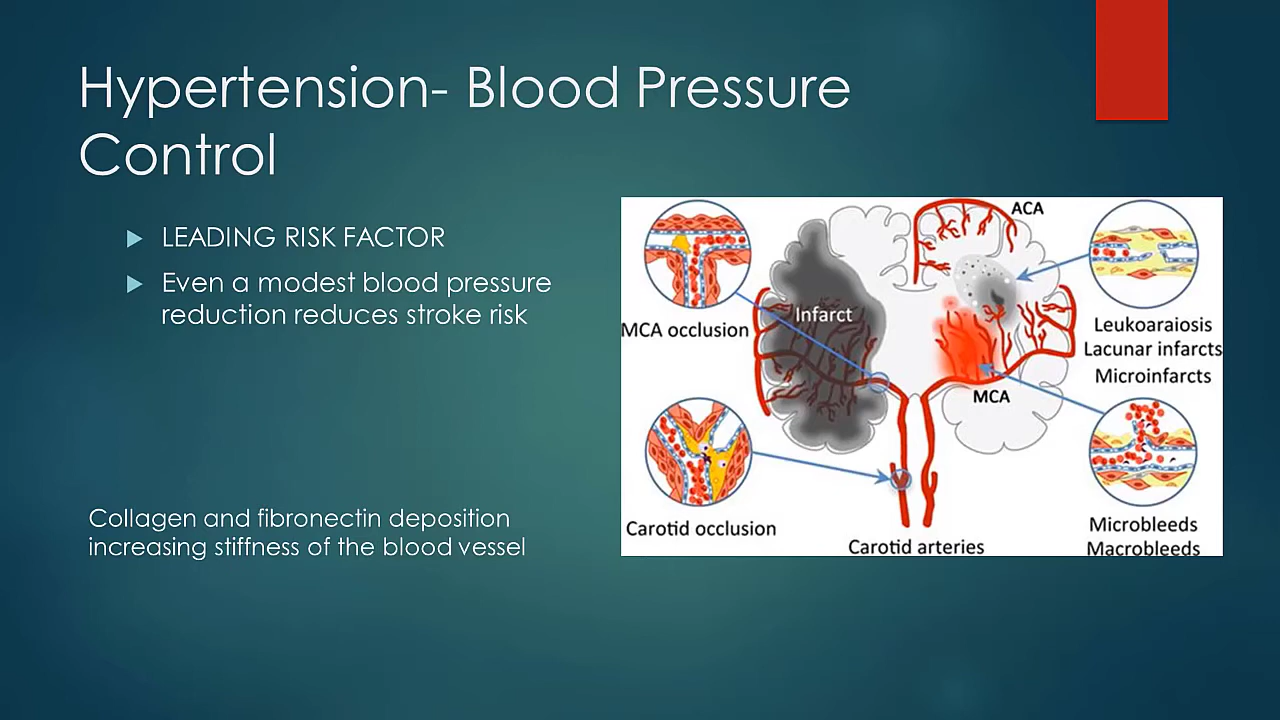 Hypertension- Blood Pressure
Control
LEADING RISK FACTOR
Even a modest blood pressure
reduction reduces stroke risk
Collagen and fibronectin deposition
increasing stiffness of the blood vessel
ACA
Infarct
MCA occlusion
Leukoaraiosis
Lacunar infarcts
Microinfarcts
MCA
Carotid occlusion
Carotid arteries
Microbleeds
Macrobleeds